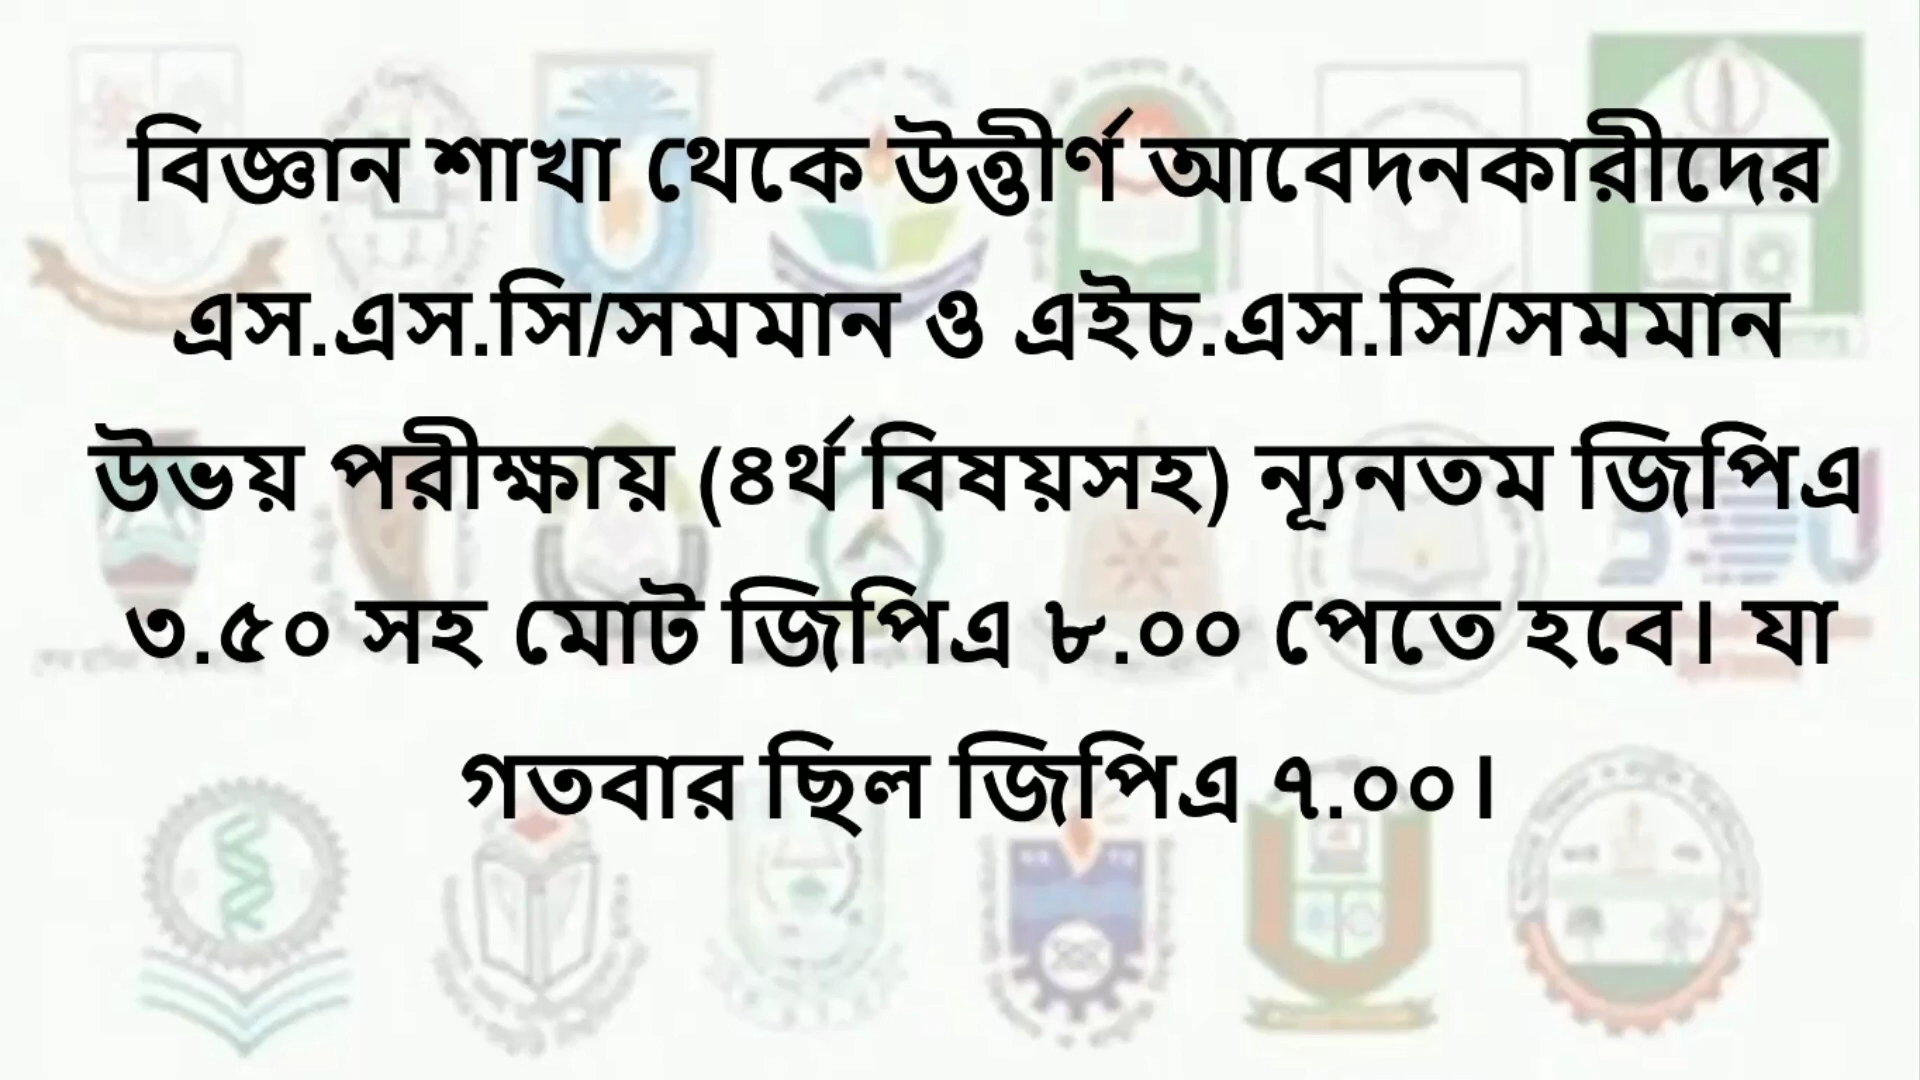 বিজ্ঞান শাখা থেকে উত্তীর্ণ আবেদনকারীদের
এস.এস.সি/সমমান ও এইচ.এস.সি/সমমান
উভয় পরীক্ষায় (৪র্থ বিষয়সহ) ন্যূনতম জিপিএ
৩.৫০ সহ মোট জিপিএ ৮.০০ পেতে হবে। যা
গতবার ছিল জিপিএ ৭.০০।